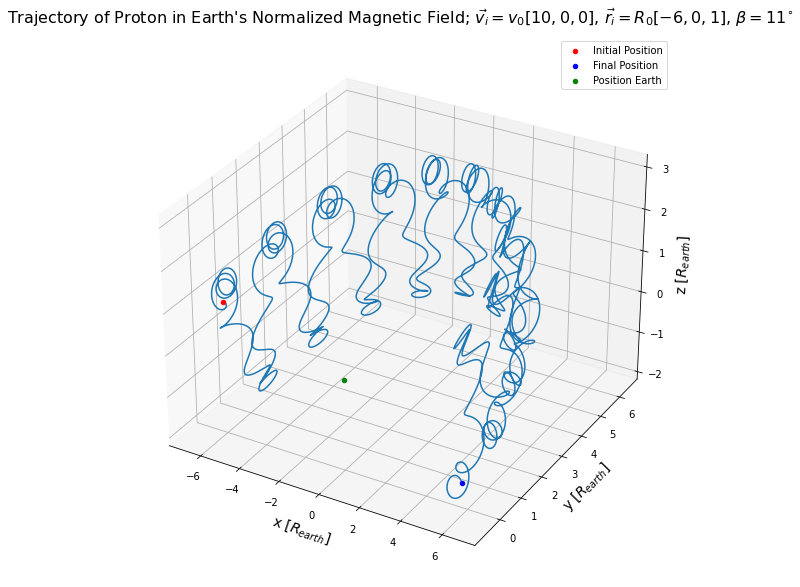 Trajectory of Proton in Earth's Normalized Magnetic Field; $\vec{v_i} = v_0[10, 0, 0]$, $\vec{r_i} = R_0[-6, 0, 1]$, $\beta = 11^\circ$
Initial Position
Final Position
Position Earth
3
2
1
0
−1
−2
z [$R_{earth}$]
6
5
4
3
2
1
0
y [$R_{earth}$]
−6
−4
−2
0
2
4
6
x [$R_{earth}$]